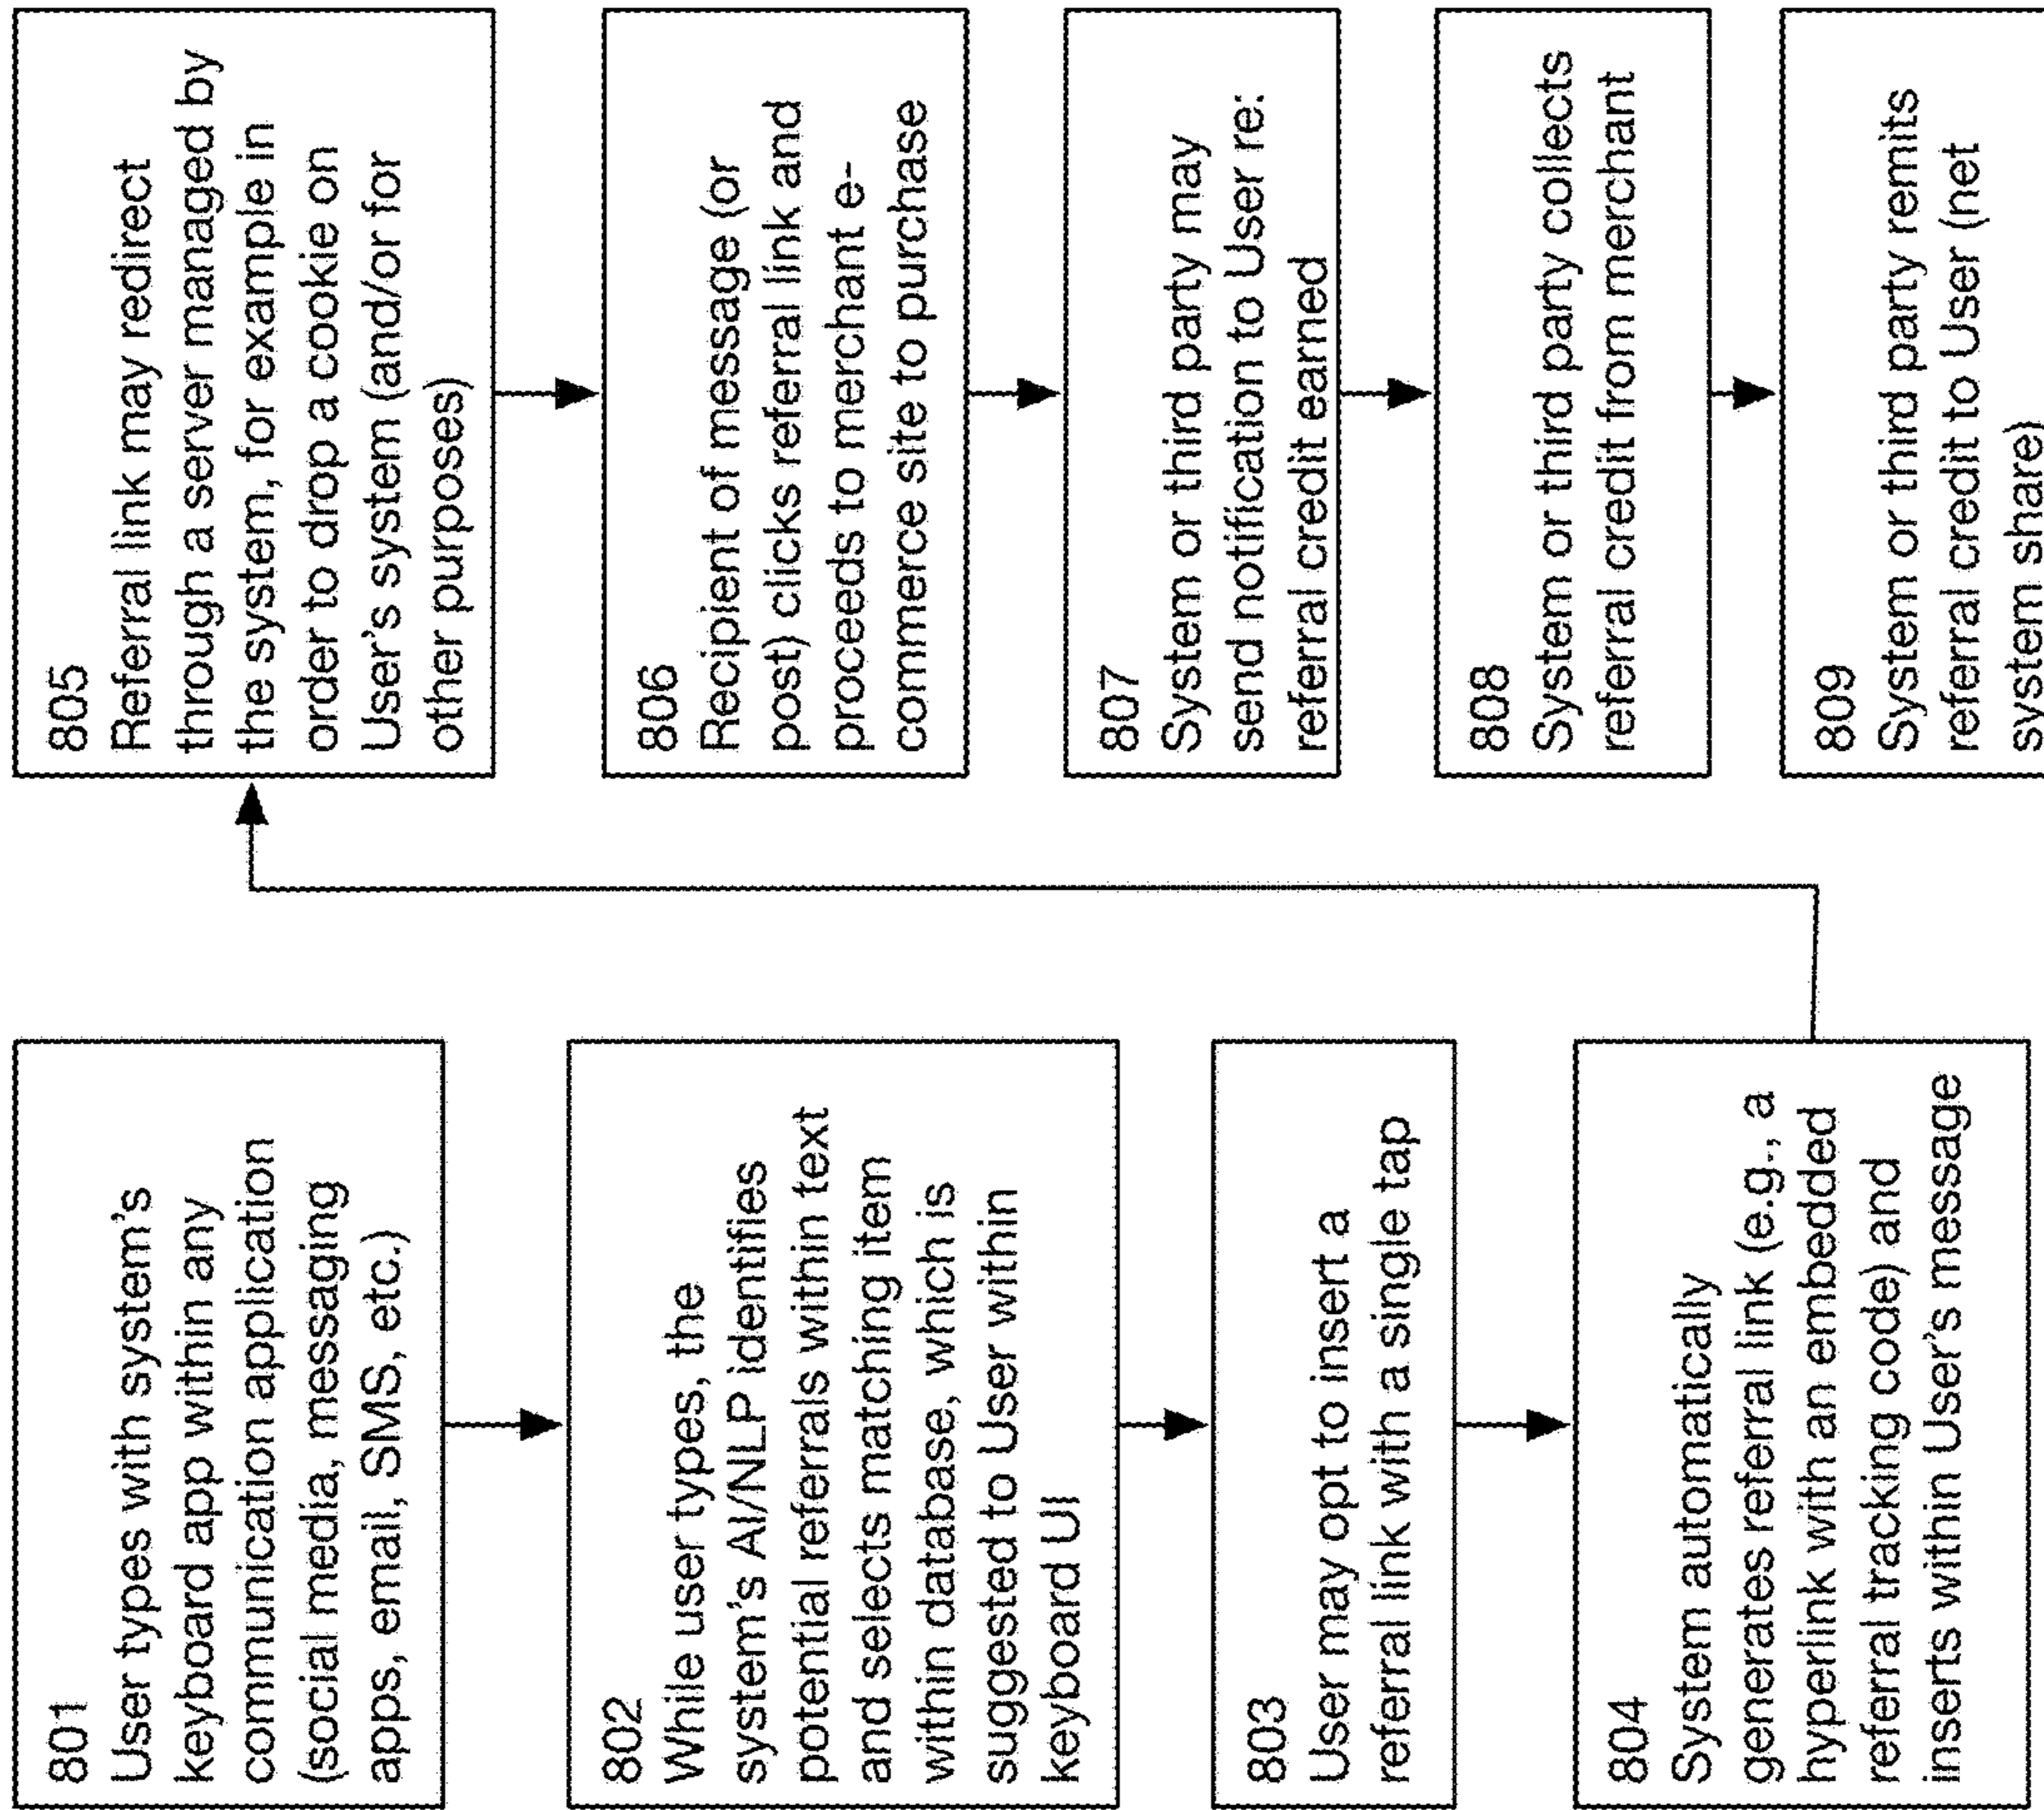 801
User types with system's
keyboard app within any
communication application
(social media, messaging
apps, email, SMS, etc.)
802
While user types, the
system's AI/NLP identifies
potential referrals within text
and selects matching item
within database, which is
suggested to User within
keyboard UI
803
User may opt to insert a
referral link with a single tap
804
System automatically
generates referral link (e.g., a
hyperlink with an embedded
referral tracking code) and
inserts within User's message
805
Referral link may redirect
through a server managed by
the system, for example in
order to drop a cookie on
User's system (and/or for
other purposes)
806
Recipient of message (or
post) clicks referral link and
proceeds to merchant e-
commerce site to purchase
807
System or third party may
send notification to User re:
referral credit earned
808
System or third party collects
referral credit from merchant
809
System or third party remits
referral credit to User (net
system share)